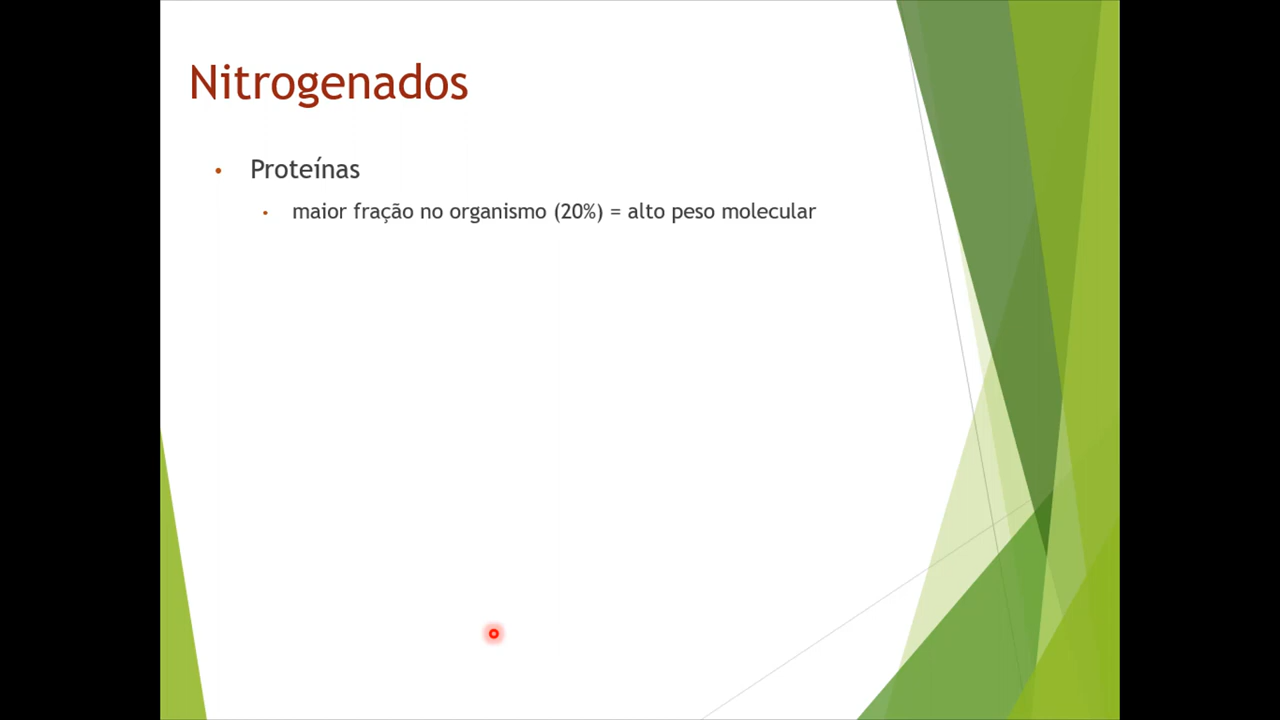 Nitrogenados
• Proteínas
• maior fração no organismo (20%) = alto peso molecular